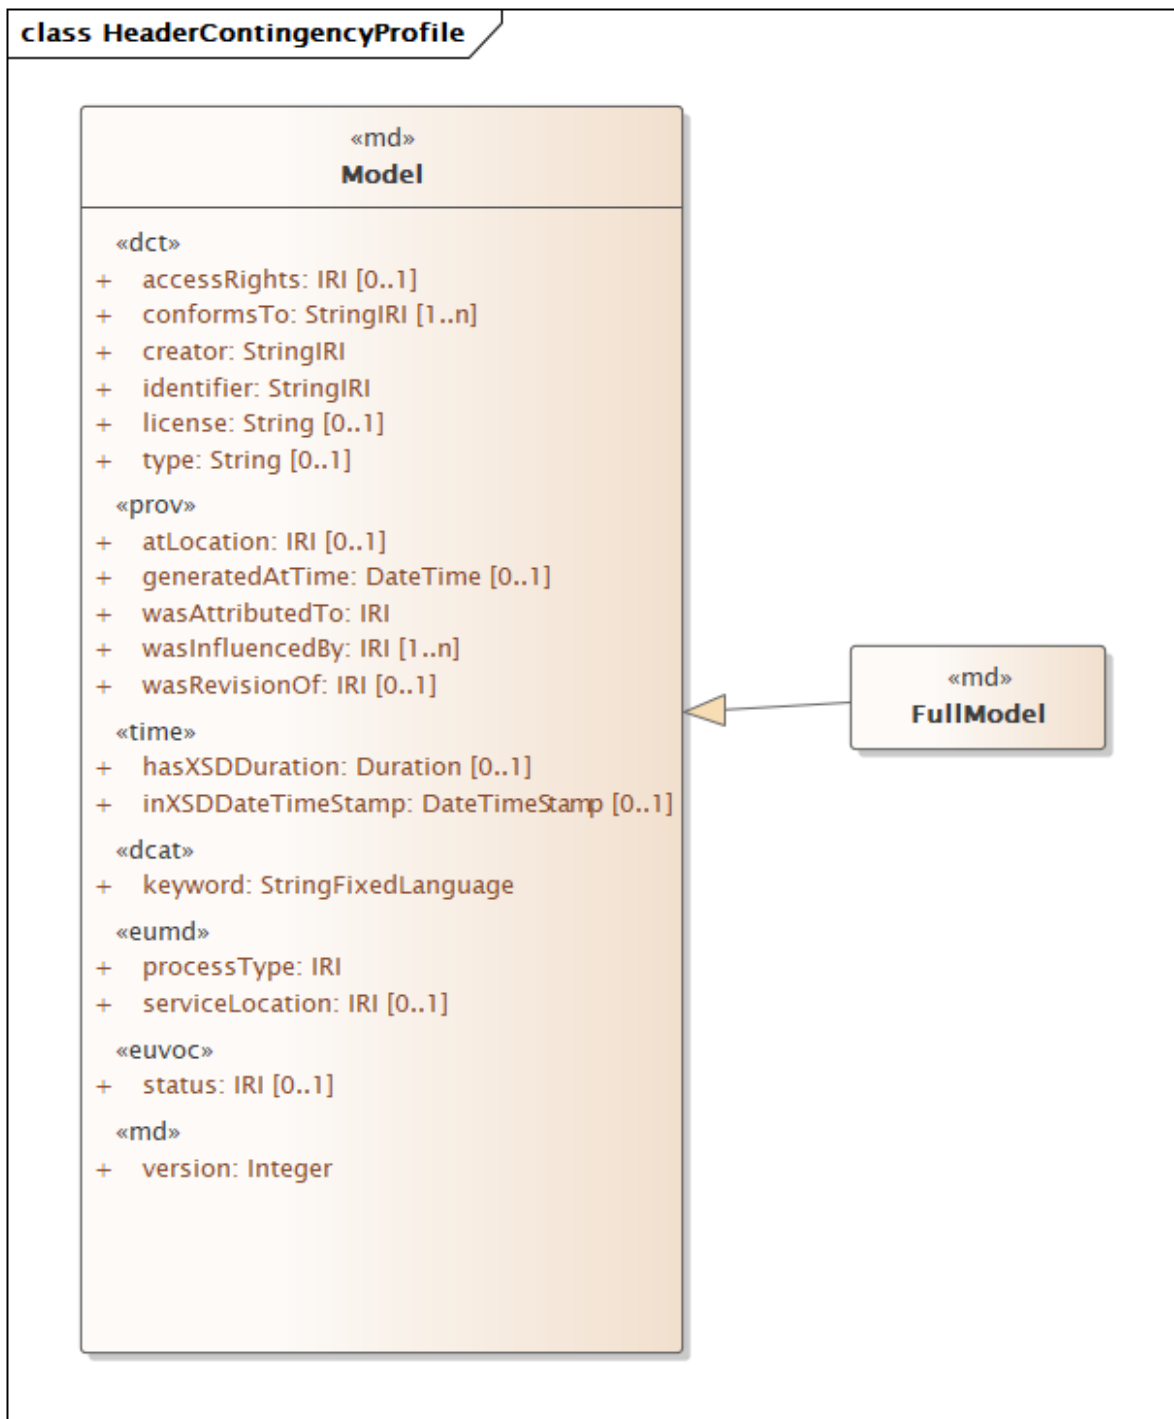 class HeaderContingencyProfile
«md»
Model
«dct»
+ accessRights: IRI [0..1]
+ conformsTo: StringIRI [1..n]
+ creator: StringIRI
+ identifier: StringIRI
+ license: String [0..1]
+ type: String [0..1]
«prov»
+ atLocation: IRI [0..1]
+ generatedAtTime: DateTime [0..1]
+ wasAttributedTo: IRI
+ wasInfluencedBy: IRI [1..n]
+ wasRevisionOf: IRI [0..1]
«time»
+ hasXSDDuration: Duration [0..1]
+ inXSDDateTimeStamp: DateTimeStamp [0..1]
«dcat»
+ keyword: StringFixedLanguage
«eumd»
+ processType: IRI
+ serviceLocation: IRI [0..1]
«euvoc»
+ status: IRI [0..1]
«md»
+ version: Integer
«md»
FullModel